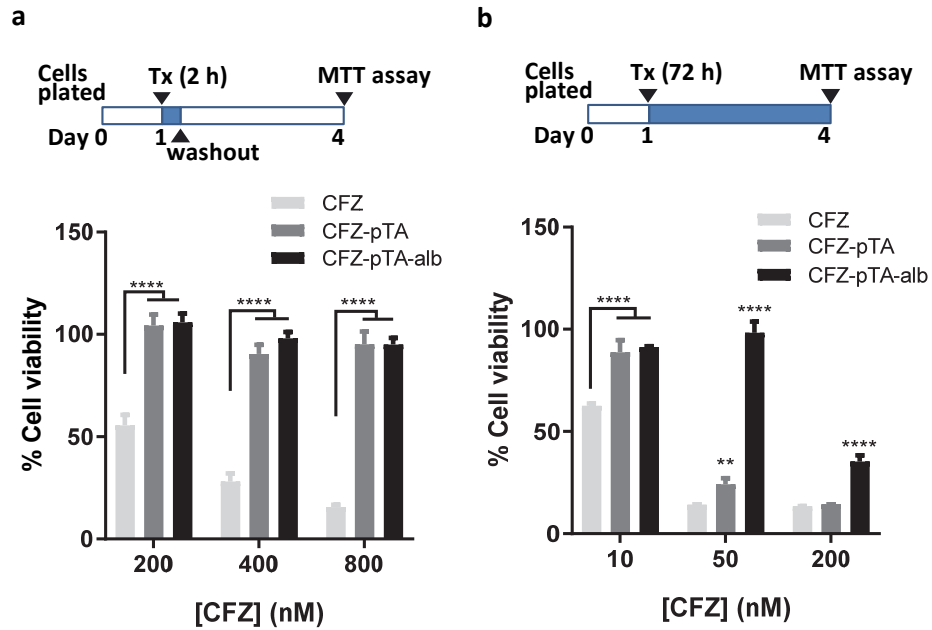 a
Cells
plated
Tx (2 h)
MTT assay
Day 0
1
4
washout
CFZ
CFZ-pTA
CFZ-pTA-alb
150
100
50
0
% Cell viability
****
****
****
200
400
800
[CFZ] (nM)
b
Cells
plated
Tx (72 h)
MTT assay
Day 0
1
4
CFZ
CFZ-pTA
CFZ-pTA-alb
150
100
50
0
% Cell viability
****
**
****
****
10
50
200
[CFZ] (nM)